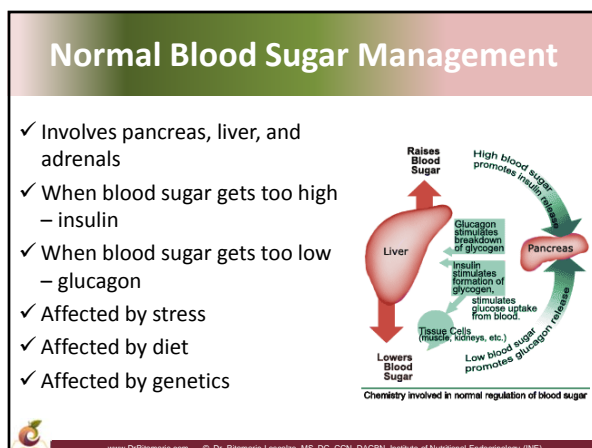 Normal Blood Sugar Management
✓ Involves pancreas, liver, and
adrenals
✓ When blood sugar gets too high
– insulin
✓ When blood sugar gets too low
– glucagon
✓ Affected by stress
✓ Affected by diet
✓ Affected by genetics
Raises
Blood
Sugar
High blood sugar
promotes insulin release
Glucagon
stimulates
breakdown
of glycogen
Liver
Pancreas
Insulin
stimulates
formation of
glycogen,
stimulates
glucose uptake
from blood.
Tissue Cells
(muscle, kidneys, etc.)
Low blood sugar
promotes glucagon release
Lowers
Blood
Sugar
Chemistry involved in normal regulation of blood sugar